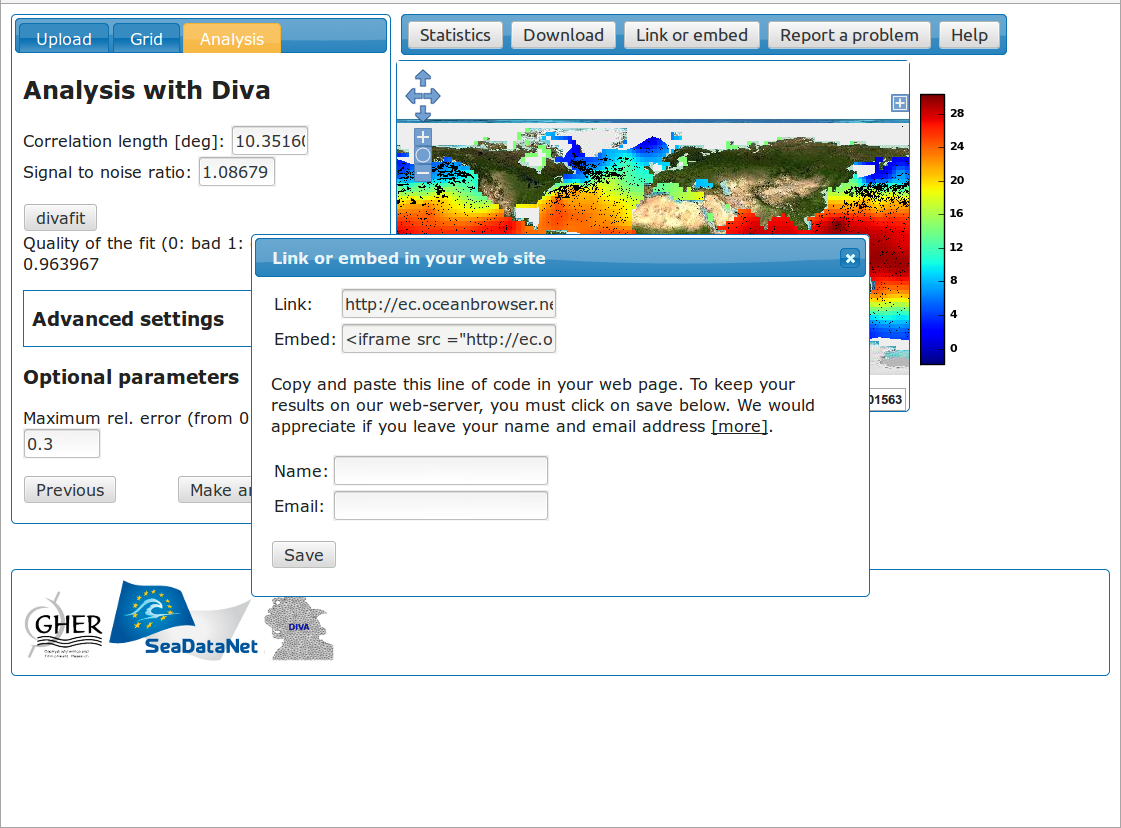 Upload Grid Analysis
Statistics Download Link or embed Report a problem Help
Analysis with Diva
Correlation length [deg]: 10.35160
Signal to noise ratio: 1.08679
divafit
Quality of the fit (0: bad 1:
0.963967
Advanced settings
Optional parameters
Maximum rel. error (from 0
0.3
Previous Make an
28
24
20
16
12
8
4
0
01563
Link or embed in your web site
Link: http://ec.oceanbrowser.ne
Embed: <iframe src ="http://ec.o
Copy and paste this line of code in your web page. To keep your
results on our web-server, you must click on save below. We would
appreciate if you leave your name and email address [more].
Name:
Email:
Save
GHER
SeaDataNet
DIVA